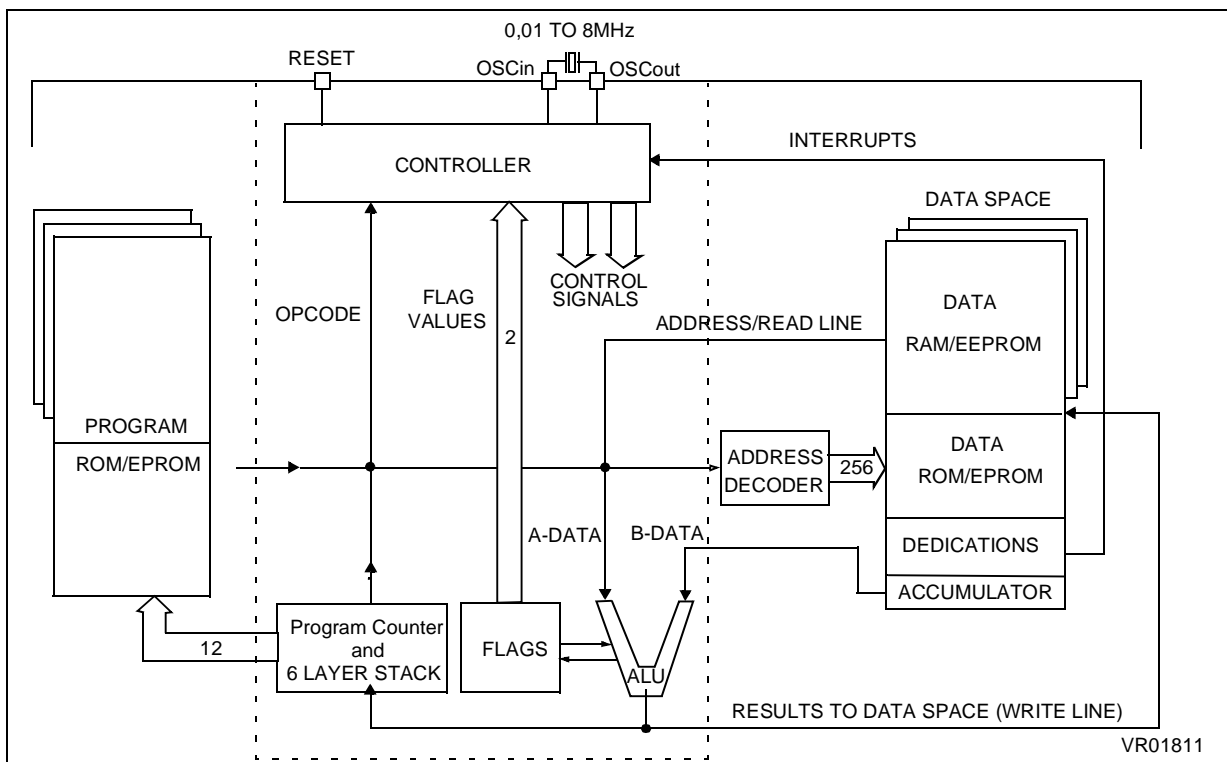 0,01 TO 8MHz
RESET
OSCin
OSCout
INTERRUPTS
CONTROLLER
DATA SPACE
CONTROL
SIGNALS
FLAG
VALUES
OPCODE
2
DATA
RAM/EEPROM
ADDRESS/READ LINE
PROGRAM
ROM/EPROM
ADDRESS
DECODER
256
DATA
ROM/EPROM
A-DATA
B-DATA
DEDICATIONS
ACCUMULATOR
12
Program Counter
and
6 LAYER STACK
FLAGS
ALU
RESULTS TO DATA SPACE (WRITE LINE)
VR01811